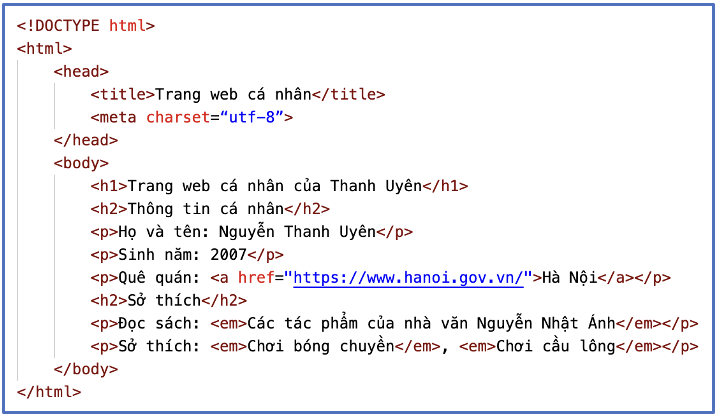 <!DOCTYPE html>
<html>
<head>
<title>Trang web cá nhân</title>
<meta charset=“utf-8”>
</head>
<body>
<h1>Trang web cá nhân của Thanh Uyên</h1>
<h2>Thông tin cá nhân</h2>
<p>Họ và tên: Nguyễn Thanh Uyên</p>
<p>Sinh năm: 2007</p>
<p>Quê quán: <a href="https://www.hanoi.gov.vn/">Hà Nội</a></p>
<h2>Sở thích</h2>
<p>Đọc sách: <em>Các tác phẩm của nhà văn Nguyễn Nhật Ánh</em></p>
<p>Sở thích: <em>Chơi bóng chuyền</em>, <em>Chơi cầu lông</em></p>
</body>
</html>